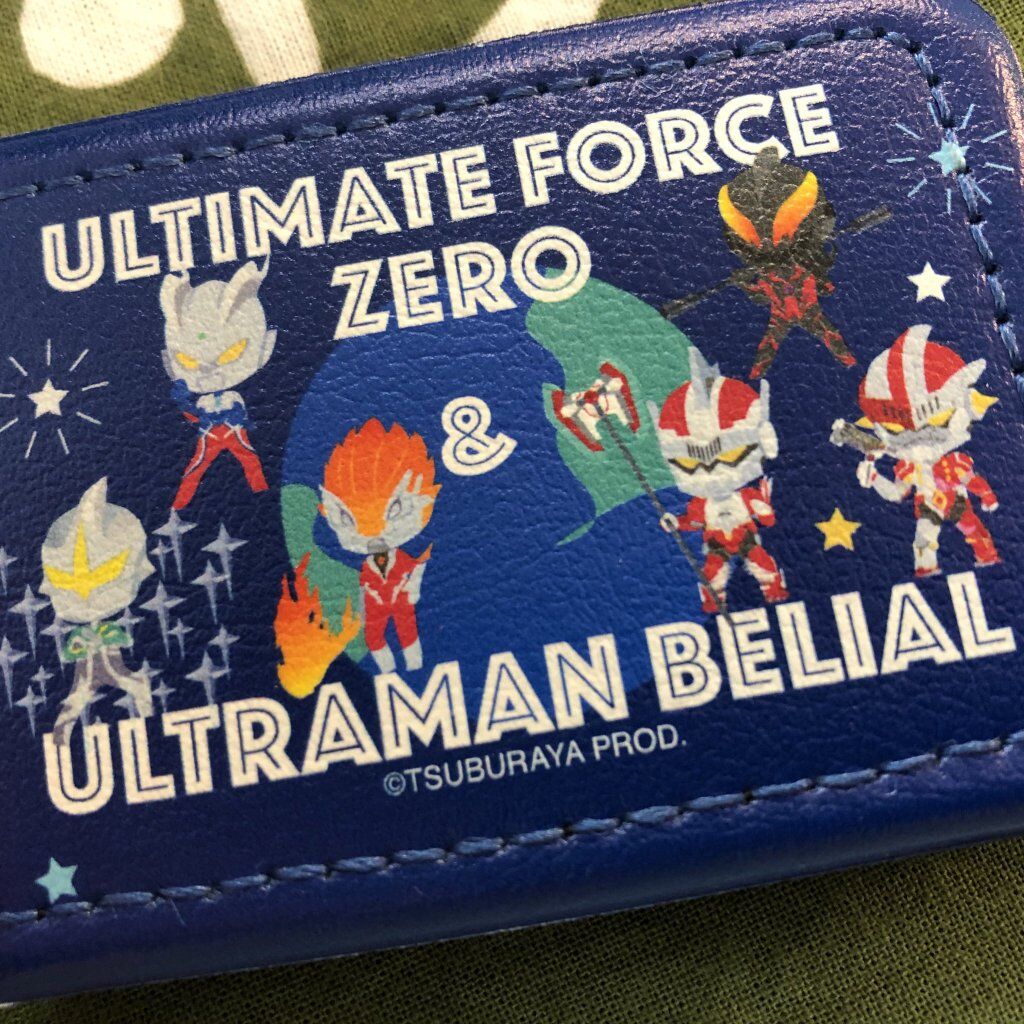 ULTIMATE FORCE
ZERO
&
ULTRAMAN BELIAL
©TSUBURAYA PROD.